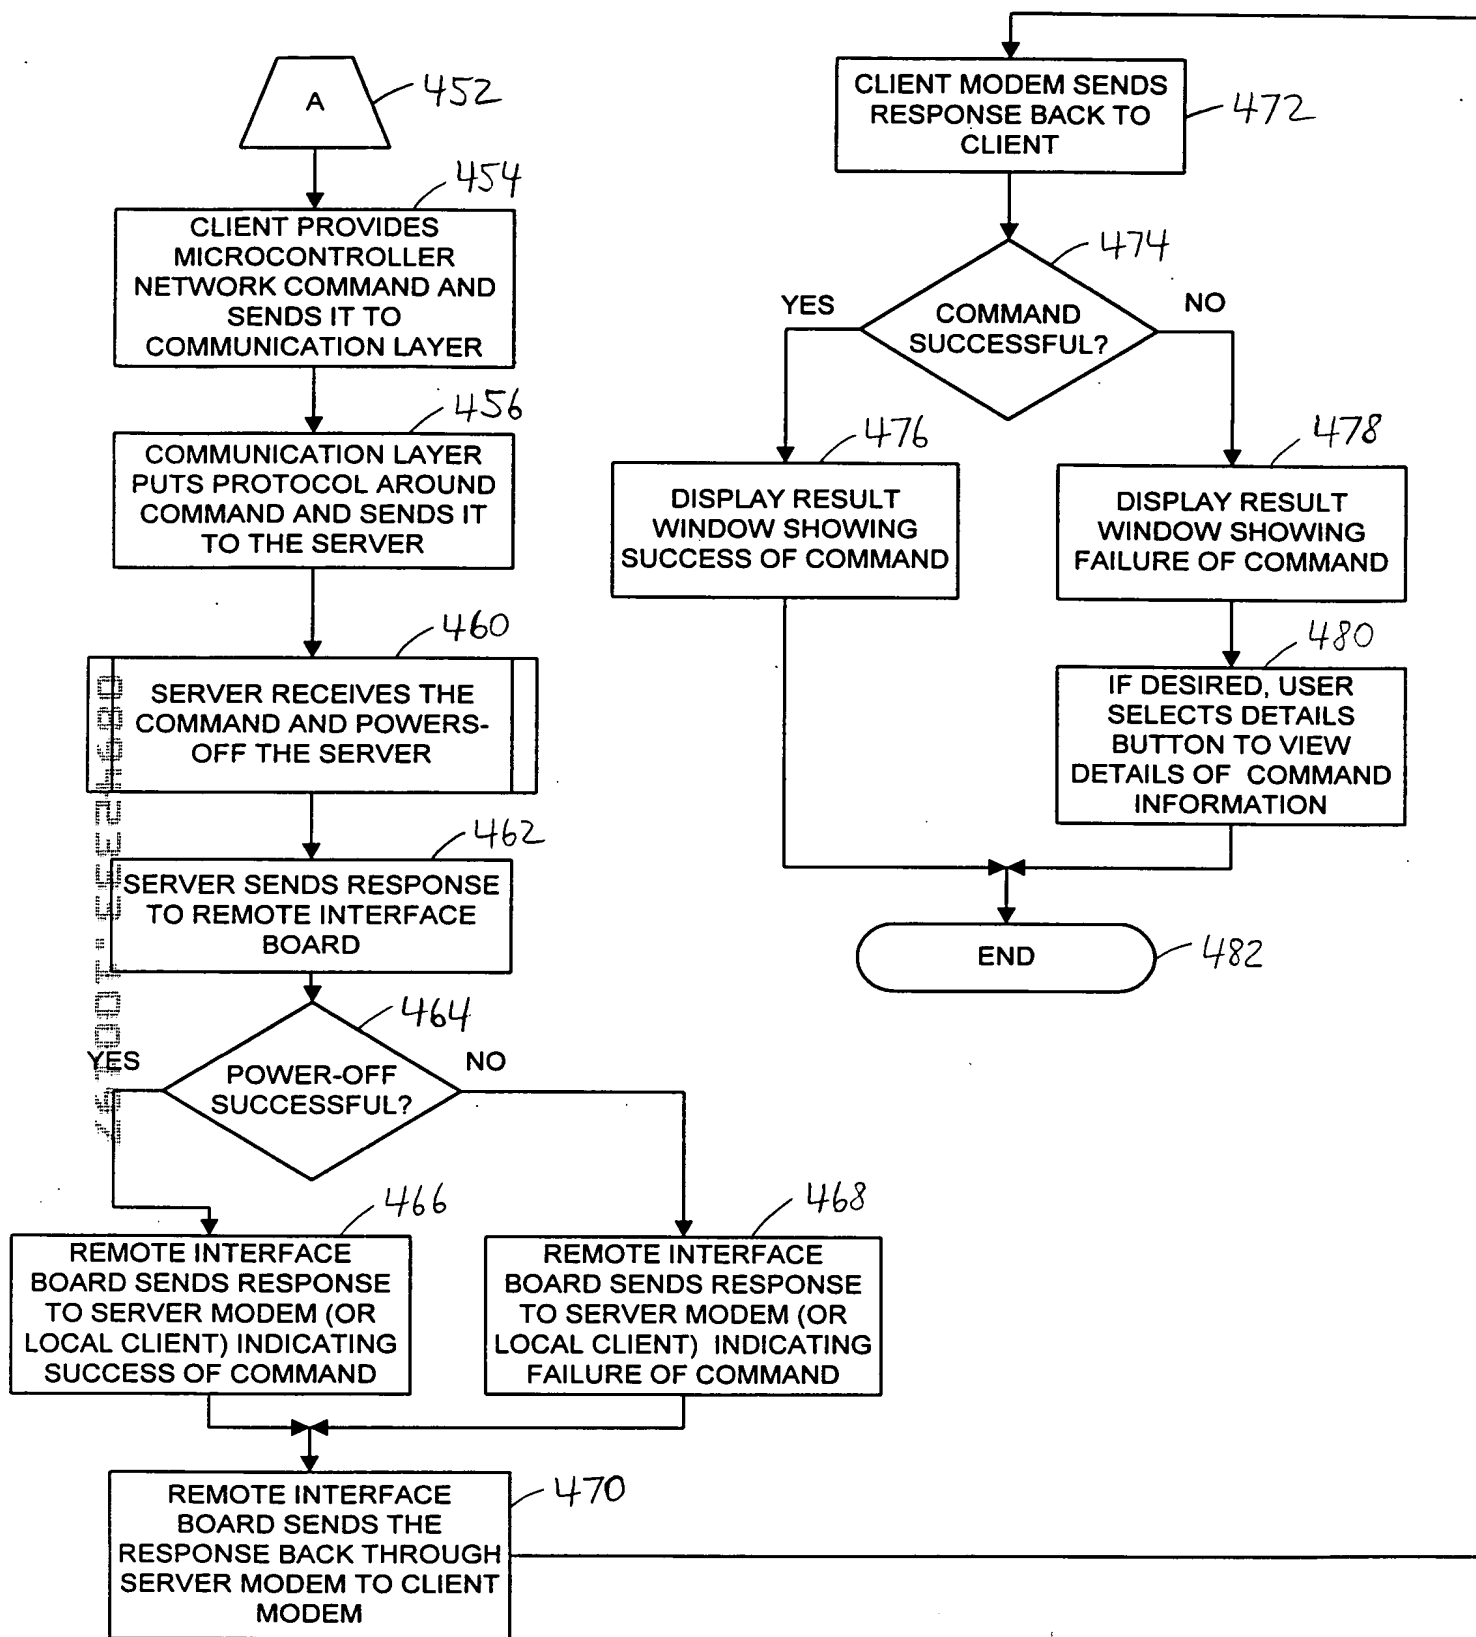 A
452
454
CLIENT PROVIDES
MICROCONTROLLER
NETWORK COMMAND AND
SENDS IT TO
COMMUNICATION LAYER
456
COMMUNICATION LAYER
PUTS PROTOCOL AROUND
COMMAND AND SENDS IT
TO THE SERVER
460
SERVER RECEIVES THE
COMMAND AND POWERS-
OFF THE SERVER
462
SERVER SENDS RESPONSE
TO REMOTE INTERFACE
BOARD
464
YES
NO
POWER-OFF
SUCCESSFUL?
466
REMOTE INTERFACE
BOARD SENDS RESPONSE
TO SERVER MODEM (OR
LOCAL CLIENT) INDICATING
SUCCESS OF COMMAND
468
REMOTE INTERFACE
BOARD SENDS RESPONSE
TO SERVER MODEM (OR
LOCAL CLIENT) INDICATING
FAILURE OF COMMAND
470
REMOTE INTERFACE
BOARD SENDS THE
RESPONSE BACK THROUGH
SERVER MODEM TO CLIENT
MODEM
CLIENT MODEM SENDS
RESPONSE BACK TO
CLIENT
472
474
YES
NO
COMMAND
SUCCESSFUL?
476
DISPLAY RESULT
WINDOW SHOWING
SUCCESS OF COMMAND
478
DISPLAY RESULT
WINDOW SHOWING
FAILURE OF COMMAND
480
IF DESIRED, USER
SELECTS DETAILS
BUTTON TO VIEW
DETAILS OF COMMAND
INFORMATION
END
482